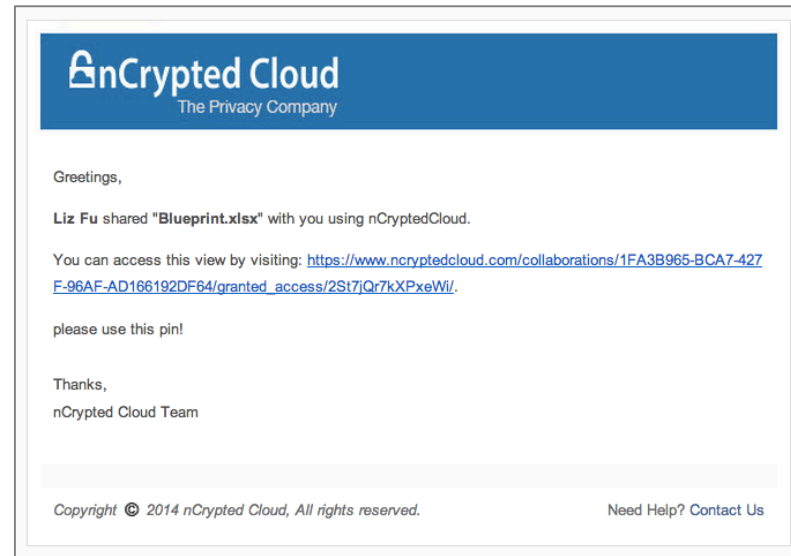 nCrypted Cloud
The Privacy Company
Greetings,
Liz Fu shared "Blueprint.xlsx" with you using nCryptedCloud.
You can access this view by visiting: https://www.ncryptedcloud.com/collaborations/1FA3B965-BCA7-427
F-96AF-AD166192DF64/granted_access/2St7jQr7kXPxeWi/.
please use this pin!
Thanks,
nCrypted Cloud Team
Copyright © 2014 nCrypted Cloud, All rights reserved. Need Help? Contact Us